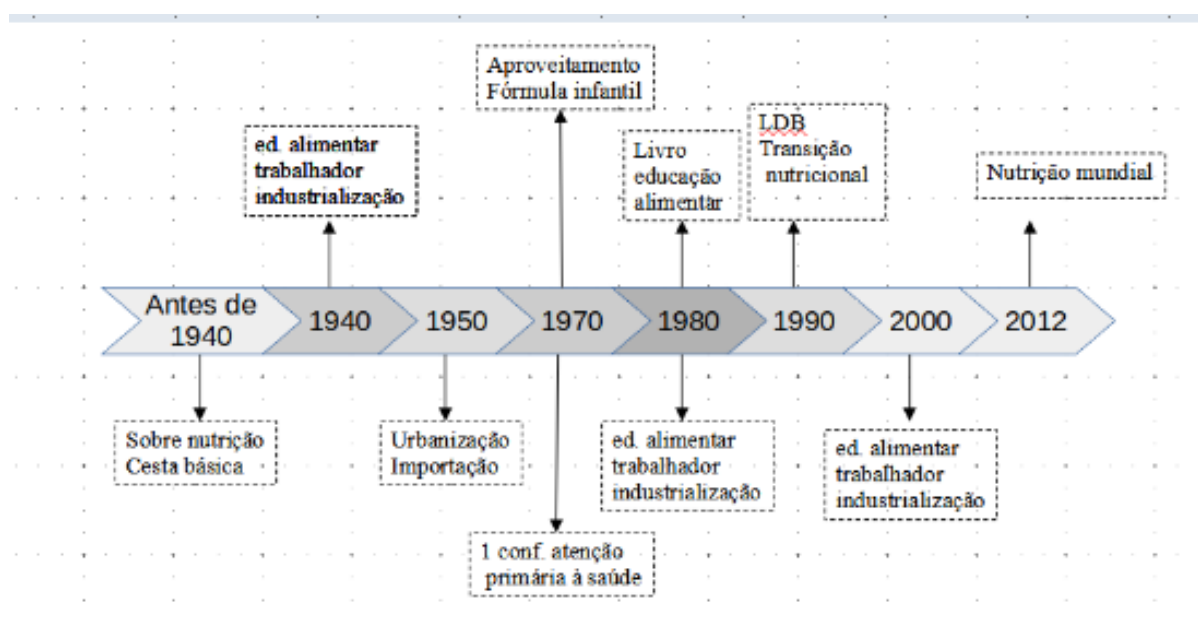 Aproveitamento
Fórmula infantil
ed. alimentar
trabalhador
industrialização
Livro
educação
alimentar
LDB
Transição
nutricional
Nutrição mundial
Antes de
1940
1940
1950
1970
1980
1990
2000
2012
Sobre nutrição
Cesta básica
Urbanização
Importação
ed. alimentar
trabalhador
industrialização
ed. alimentar
trabalhador
industrialização
1 conf. atenção
primária à saúde